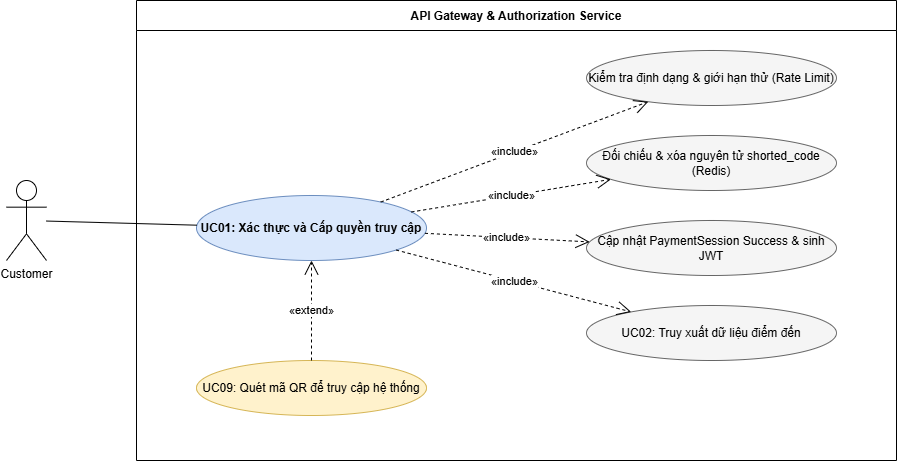 API Gateway & Authorization Service
Kiểm tra định dạng & giới hạn thử (Rate Limit)
«include»
Đối chiếu & xóa nguyên tử shorted_code
(Redis)
«include»
Customer
UC01: Xác thực và Cấp quyền truy cập
«include»
Cập nhật PaymentSession Success & sinh
JWT
«include»
«extend»
UC02: Truy xuất dữ liệu điểm đến
UC09: Quét mã QR để truy cập hệ thống